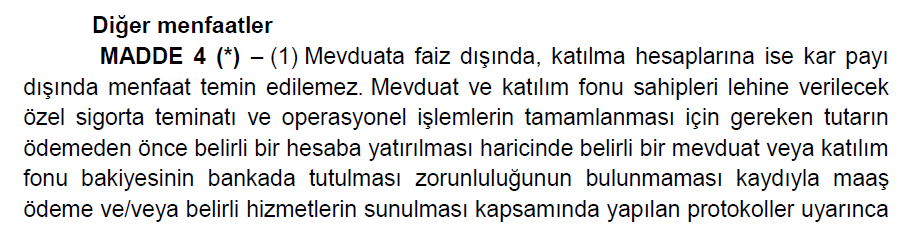 Diğer menfaatler
MADDE 4 (*) – (1) Mevduata faiz dışında, katılma hesaplarına ise kar payı
dışında menfaat temin edilemez. Mevduat ve katılım fonu sahipleri lehine verilecek
özel sigorta teminatı ve operasyonel işlemlerin tamamlanması için gereken tutarın
ödemeden önce belirli bir hesaba yatırılması haricinde belirli bir mevduat veya katılım
fonu bakiyesinin bankada tutulması zorunluluğunun bulunmaması kaydıyla maaş
ödeme ve/veya belirli hizmetlerin sunulması kapsamında yapılan protokoller uyarınca